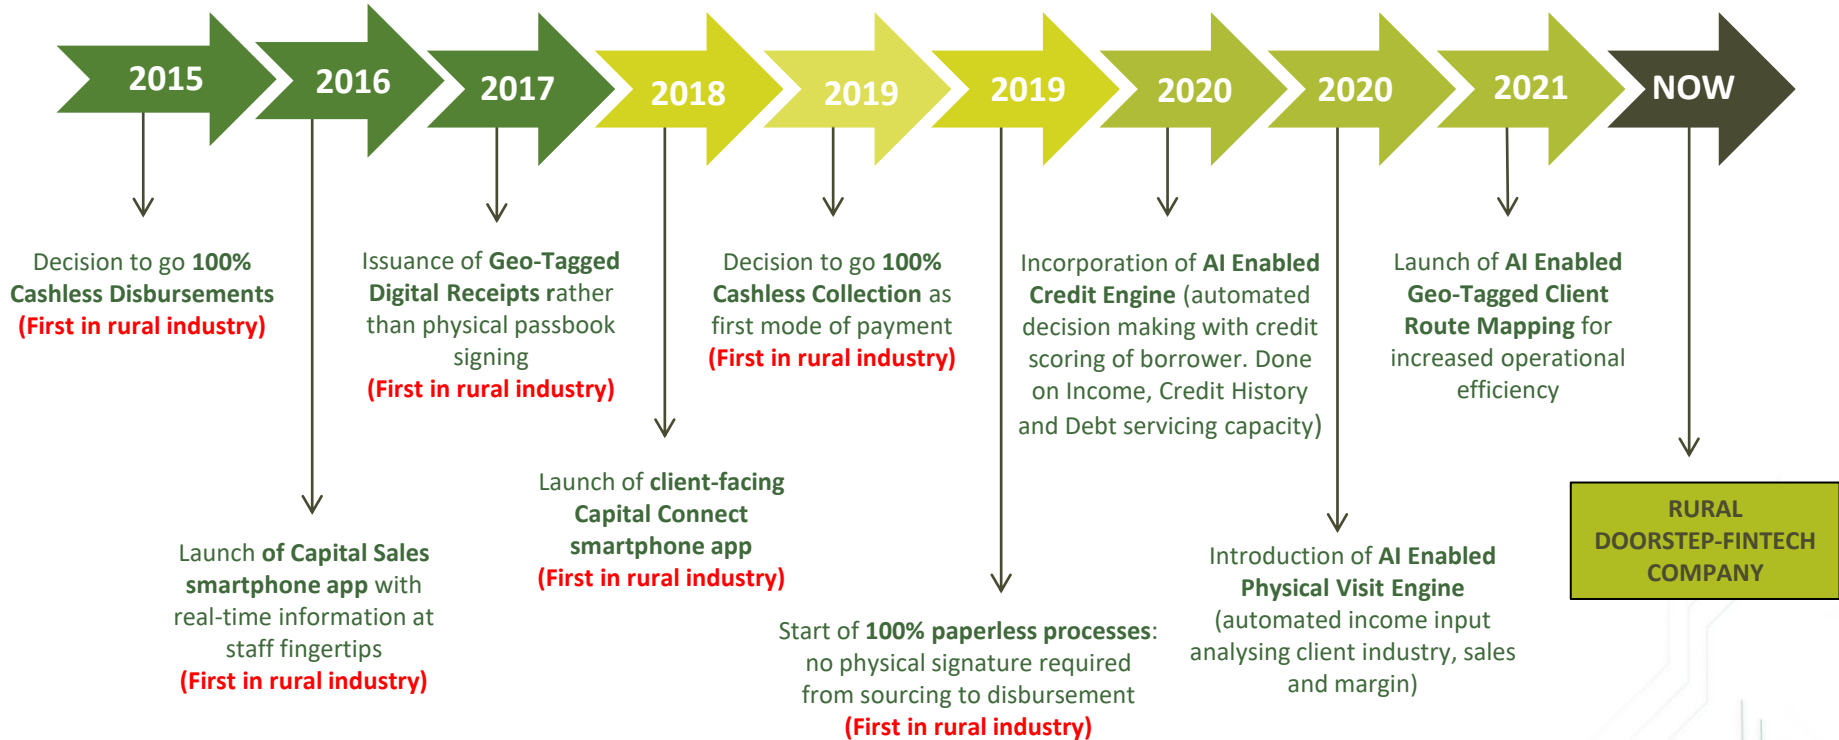 2015
2016
2017
2018
2019
2019
2020
2020
2021
NOW
Decision to go 100%
Cashless Disbursements
(First in rural industry)
Launch of Capital Sales
smartphone app with
real-time information at
staff fingertips
(First in rural industry)
Issuance of Geo-Tagged
Digital Receipts rather
than physical passbook
signing
(First in rural industry)
Launch of client-facing
Capital Connect
smartphone app
(First in rural industry)
Decision to go 100%
Cashless Collection as
first mode of payment
(First in rural industry)
Start of 100% paperless processes:
no physical signature required
from sourcing to disbursement
(First in rural industry)
Incorporation of AI Enabled
Credit Engine (automated
decision making with credit
scoring of borrower. Done
on Income, Credit History
and Debt servicing capacity)
Introduction of AI Enabled
Physical Visit Engine
(automated income input
analysing client industry, sales
and margin)
Launch of AI Enabled
Geo-Tagged Client
Route Mapping for
increased operational
efficiency
RURAL
DOORSTEP-FINTECH
COMPANY